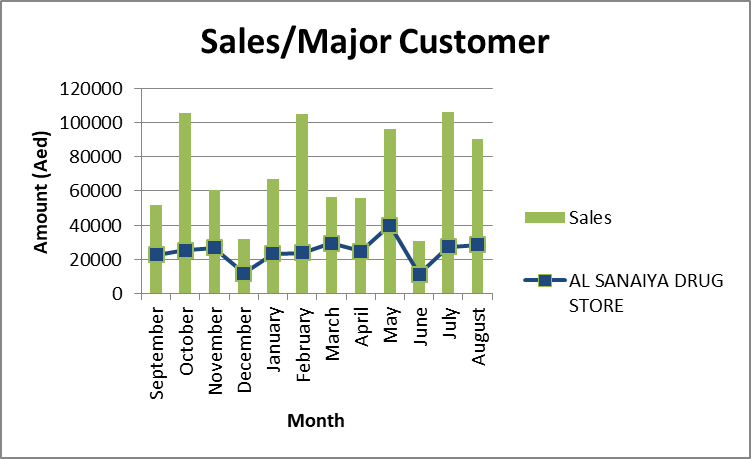 Sales/Major Customer
Amount (Aed)
120000
100000
80000
60000
40000
20000
0
September
October
November
December
January
February
March
April
May
June
July
August
Month
Sales
AL SANAIYA DRUG
STORE